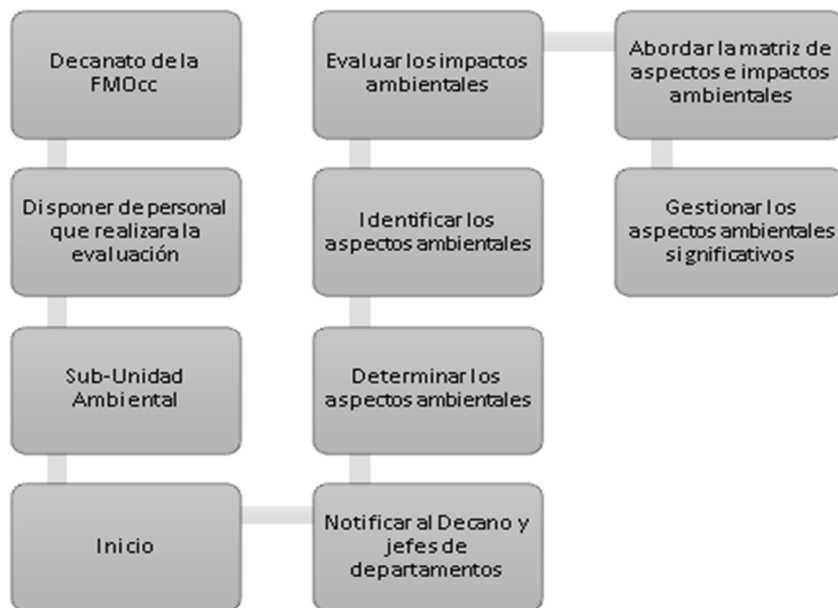 Decanato de la
FMOcc
Disponer de personal
que realizara la
evaluación
Sub-Unidad
Ambiental
Inicio
Notificar al Decano y
jefes de
departamentos
Determinar los
aspectos ambientales
Identificar los
aspectos ambientales
Evaluar los impactos
ambientales
Abordar la matriz de
aspectos e impactos
ambientales
Gestionar los
aspectos ambientales
significativos